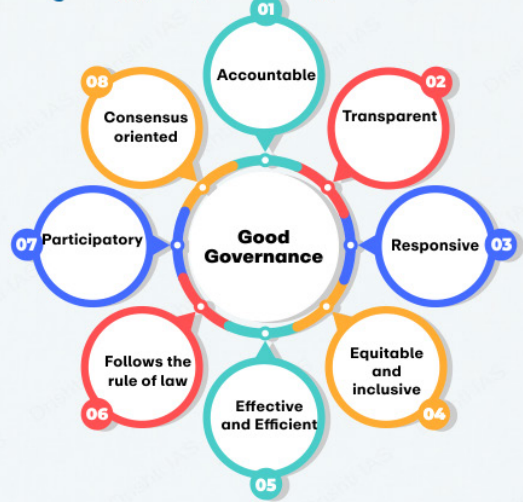 01
Accountable
02
Transparent
03
Responsive
04
Equitable
and
inclusive
05
Effective
and Efficient
06
Follows the
rule of law
07
Participatory
08
Consensus
oriented
Good
Governance